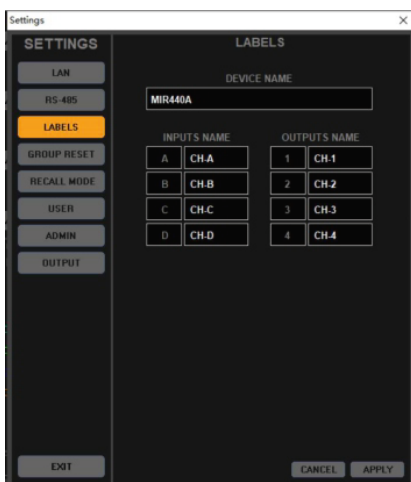 Settings
SETTINGS
LAN
RS-485
LABELS
GROUP RESET
RECALL MODE
USER
ADMIN
OUTPUT
EXIT
LABELS
DEVICE NAME
MIR440A
INPUTS NAME OUTPUTS NAME
A CH-A 1 CH-1
B CH-B 2 CH-2
C CH-C 3 CH-3
D CH-D 4 CH-4
CANCEL APPLY